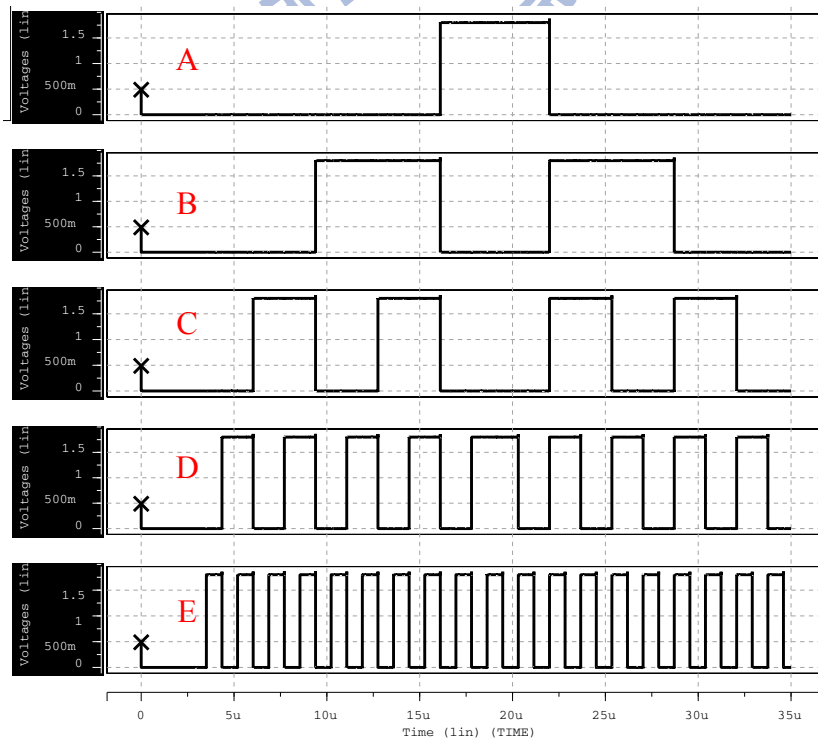 Voltages (lin
1.5
1
500m
0
A
Voltages (lin
1.5
1
500m
0
B
Voltages (lin
1.5
1
500m
0
C
Voltages (lin
1.5
1
500m
0
D
Voltages (lin
1.5
1
500m
0
E
0 5u 10u 15u 20u 25u 30u 35u
Time (lin) (TIME)